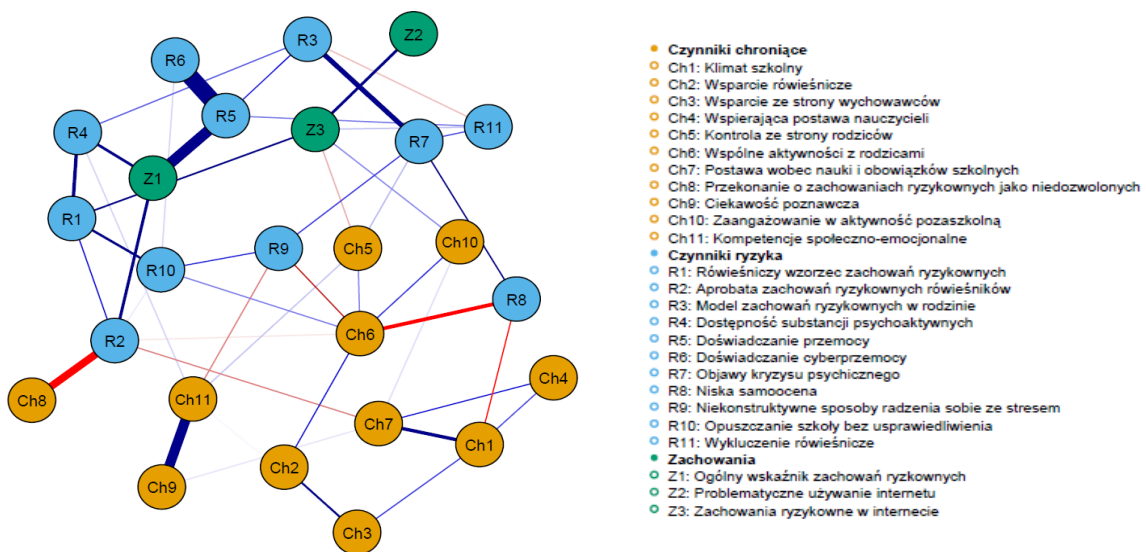 Z2
R3
R6
R5
R11
Z3
R4
R7
Z1
R1
Ch10
R9
Ch5
R10
R8
Ch6
R2
Ch4
Ch8
Ch11
Ch7
Ch1
Ch2
Ch9
Ch3
Czynniki chroniące
Ch1: Klimat szkolny
Ch2: Wsparcie rówieśnicze
Ch3: Wsparcie ze strony wychowawców
Ch4: Wspierająca postawa nauczycieli
Ch5: Kontrola ze strony rodziców
Ch6: Wspólne aktywności z rodzicami
Ch7: Postawa wobec nauki i obowiązków szkolnych
Ch8: Przekonanie o zachowaniach ryzykownych jako niedozwolonych
Ch9: Ciekawość poznawcza
Ch10: Zaangażowanie w aktywność pozaszkolną
Ch11: Kompetencje społeczno-emocjonalne
Czynniki ryzyka
R1: Rówieśniczy wzorzec zachowań ryzykownych
R2: Aprobata zachowań ryzykownych rówieśników
R3: Model zachowań ryzykownych w rodzinie
R4: Dostępność substancji psychoaktywnych
R5: Doświadczanie przemocy
R6: Doświadczanie cyberprzemocy
R7: Objawy kryzysu psychicznego
R8: Niska samoocena
R9: Niekonstruktywne sposoby radzenia sobie ze stresem
R10: Opuszczanie szkoły bez usprawiedliwienia
R11: Wykluczenie rówieśnicze
Zachowania
Z1: Ogólny wskaźnik zachowań ryzkownych
Z2: Problematyczne używanie internetu
Z3: Zachowania ryzykowne w internecie